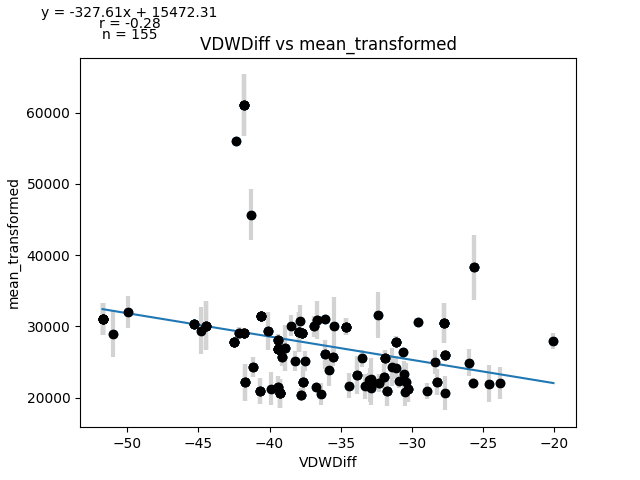 y = -327.61x + 15472.31
r = -0.28
n = 155
VDWDiff vs mean_transformed
mean_transformed
60000
50000
40000
30000
20000
−50
−45
−40
−35
−30
−25
−20
VDWDiff